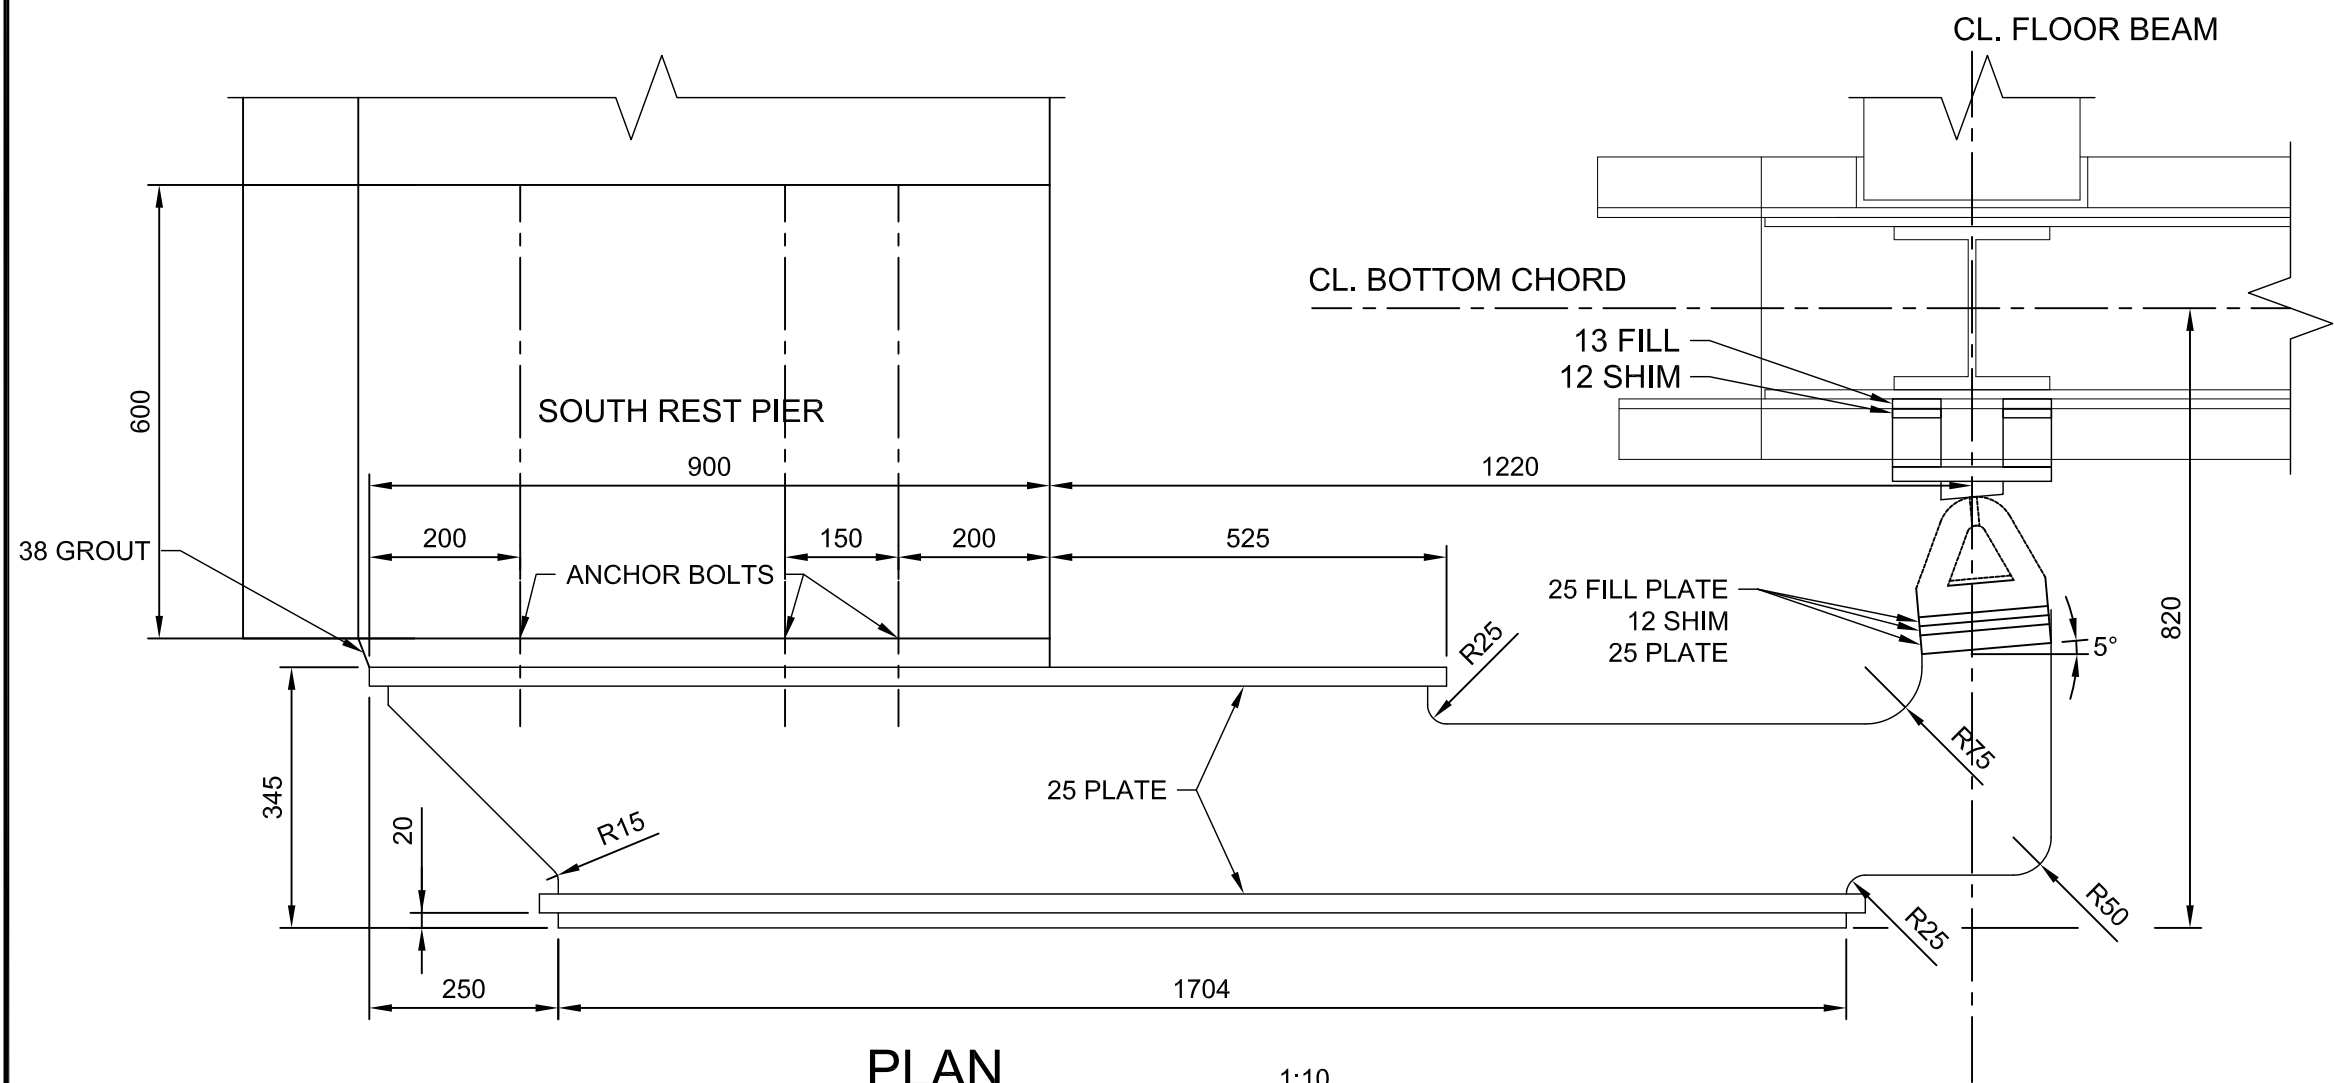 CL. FLOOR BEAM
CL. BOTTOM CHORD
13 FILL
12 SHIM
600
SOUTH REST PIER
900
1220
38 GROUT
200
150
200
525
ANCHOR BOLTS
25 FILL PLATE
12 SHIM
25 PLATE
R25
5°
820
R75
345
20
R15
25 PLATE
R50
R25
250
1704
PLAN
1:10